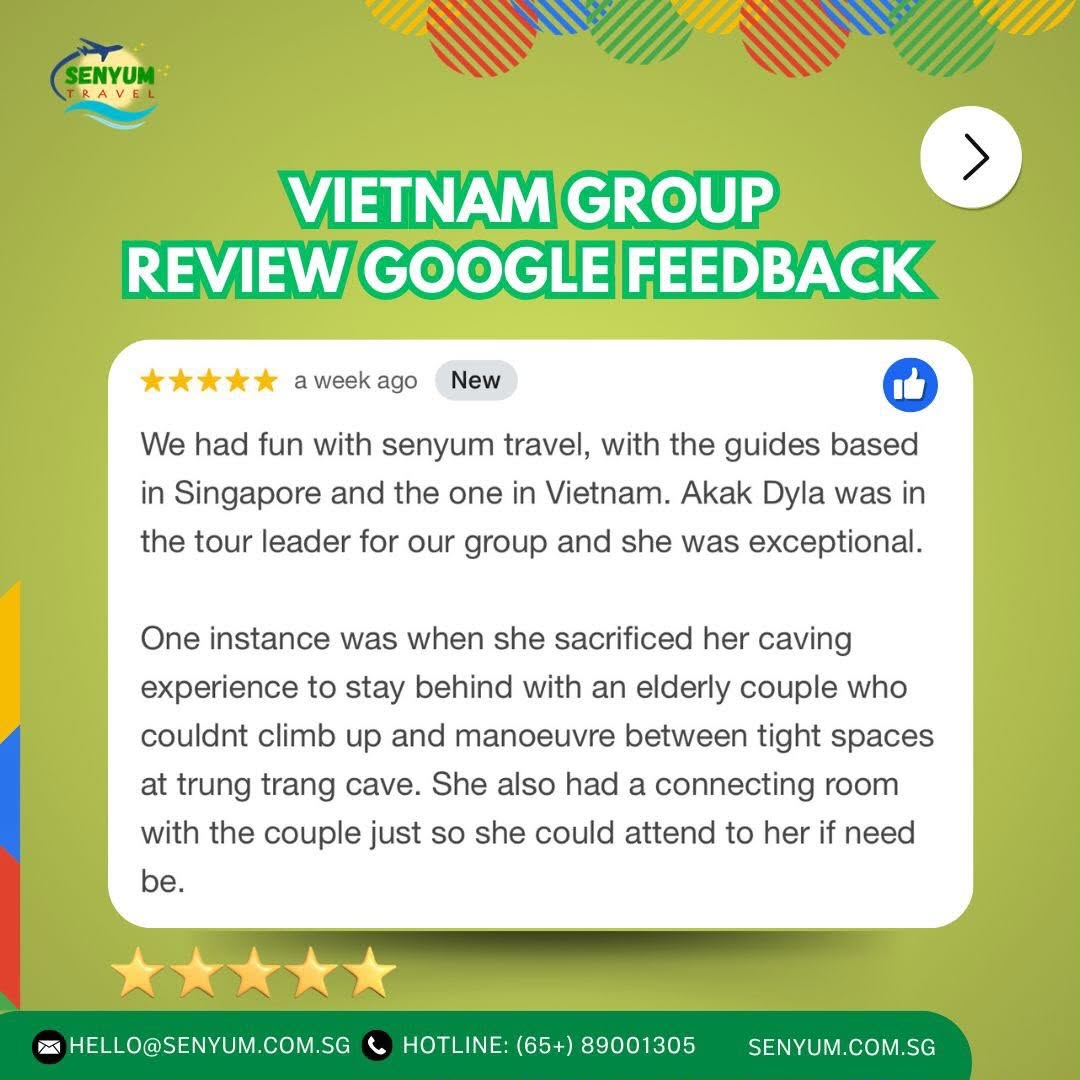 SENYUM
TRAVEL
VIETNAM GROUP
REVIEW GOOGLE FEEDBACK
a week ago New
We had fun with senyum travel, with the guides based
in Singapore and the one in Vietnam. Akak Dyla was in
the tour leader for our group and she was exceptional.
One instance was when she sacrificed her caving
experience to stay behind with an elderly couple who
couldnt climb up and manoeuvre between tight spaces
at trung trang cave. She also had a connecting room
with the couple just so she could attend to her if need
be.
HELLO@SENYUM.COM.SG HOTLINE: (65+) 89001305 SENYUM.COM.SG